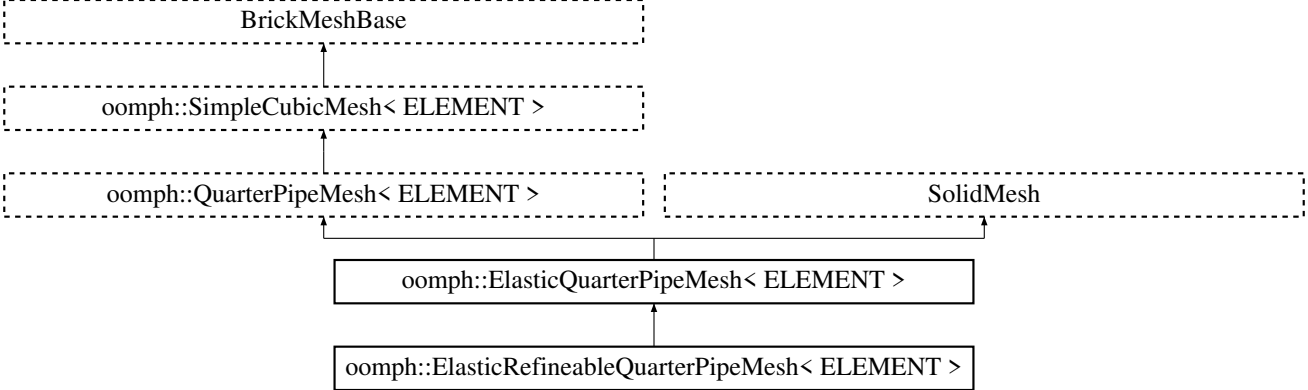 BrickMeshBase
oomph::SimpleCubicMesh< ELEMENT >
oomph::QuarterPipeMesh< ELEMENT >
SolidMesh
oomph::ElasticQuarterPipeMesh< ELEMENT >
oomph::ElasticRefineableQuarterPipeMesh< ELEMENT >